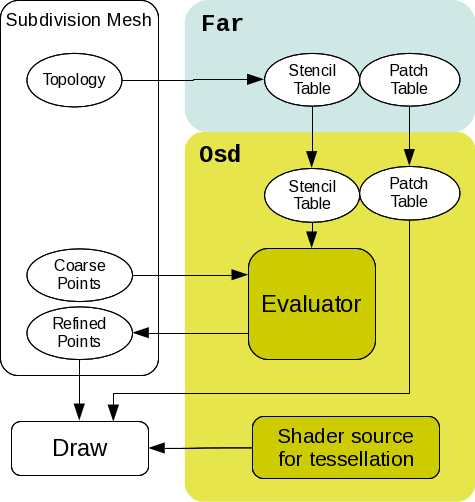 Subdivision Mesh
Far
Topology
Stencil
Table
Patch
Table
Osd
Stencil
Table
Patch
Table
Coarse
Points
Evaluator
Refined
Points
Draw
Shader source
for tessellation